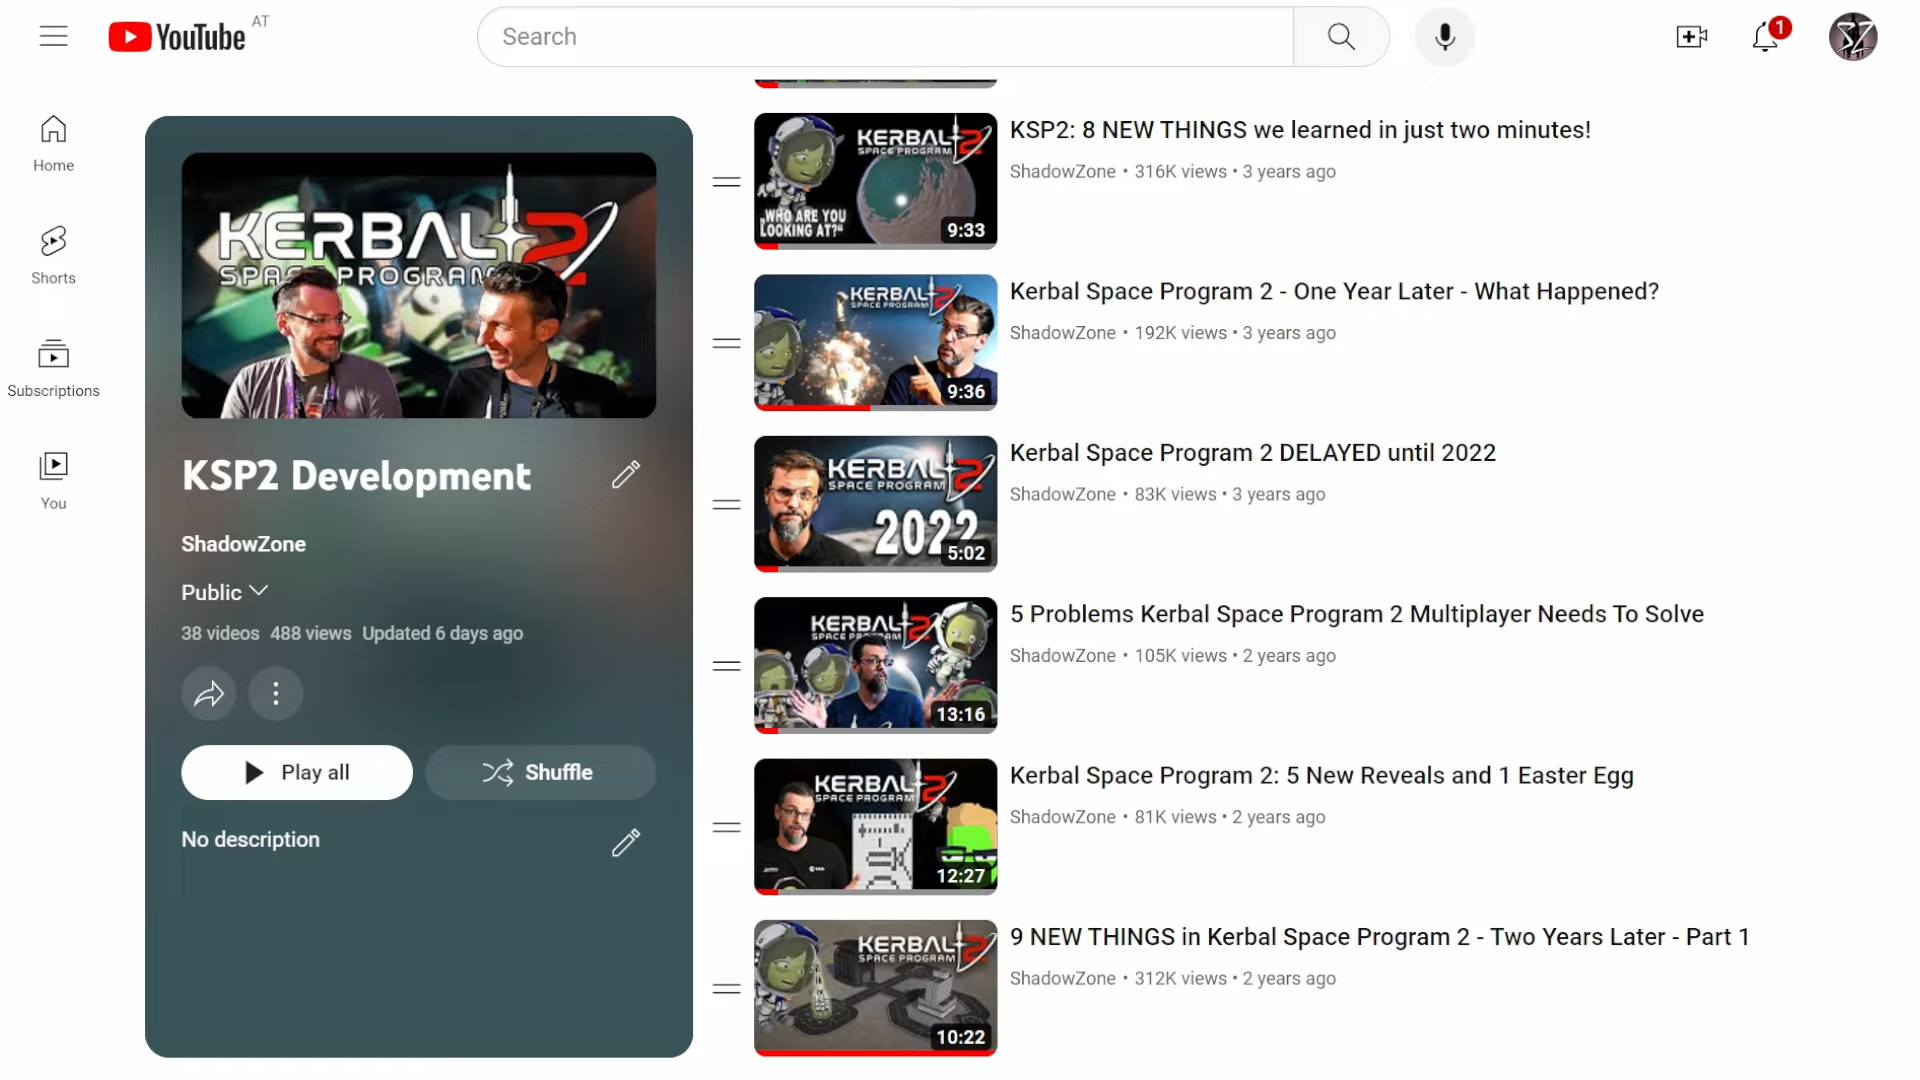 YouTube AT
Search
1
Home
Shorts
Subscriptions
You
KERBAL 2
SPACE PROGRAM
KSP2 Development
ShadowZone
Public
38 videos 488 views Updated 6 days ago
Play all
Shuffle
No description
KERBAL 2
SPACE PROGRAM
„WHO ARE YOU
LOOKING AT?“
9:33
KSP2: 8 NEW THINGS we learned in just two minutes!
ShadowZone • 316K views • 3 years ago
KERBAL 2
SPACE PROGRAM
9:36
Kerbal Space Program 2 - One Year Later - What Happened?
ShadowZone • 192K views • 3 years ago
KERBAL 2
SPACE PROGRAM
2022
5:02
Kerbal Space Program 2 DELAYED until 2022
ShadowZone • 83K views • 3 years ago
KERBAL 2
SPACE PROGRAM
13:16
5 Problems Kerbal Space Program 2 Multiplayer Needs To Solve
ShadowZone • 105K views • 2 years ago
KERBAL 2
SPACE PROGRAM
12:27
Kerbal Space Program 2: 5 New Reveals and 1 Easter Egg
ShadowZone • 81K views • 2 years ago
KERBAL 2
SPACE PROGRAM
10:22
9 NEW THINGS in Kerbal Space Program 2 - Two Years Later - Part 1
ShadowZone • 312K views • 2 years ago